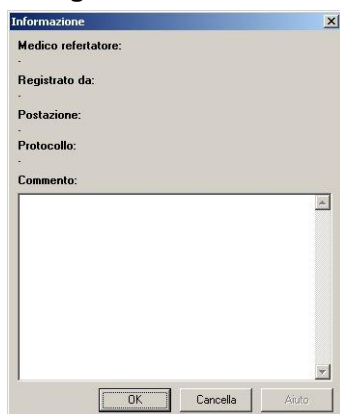 Informazione
Medico refertatore:
-
Registrato da:
-
Postazione:
-
Protocollo:
-
Commento:
OK Cancella Aiuto